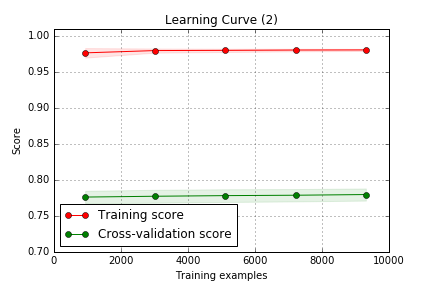 Learning Curve (2)
1.00
0.95
0.90
0.85
0.80
0.75
0.70
Score
Training score
Cross-validation score
0
2000
4000
6000
8000
10000
Training examples